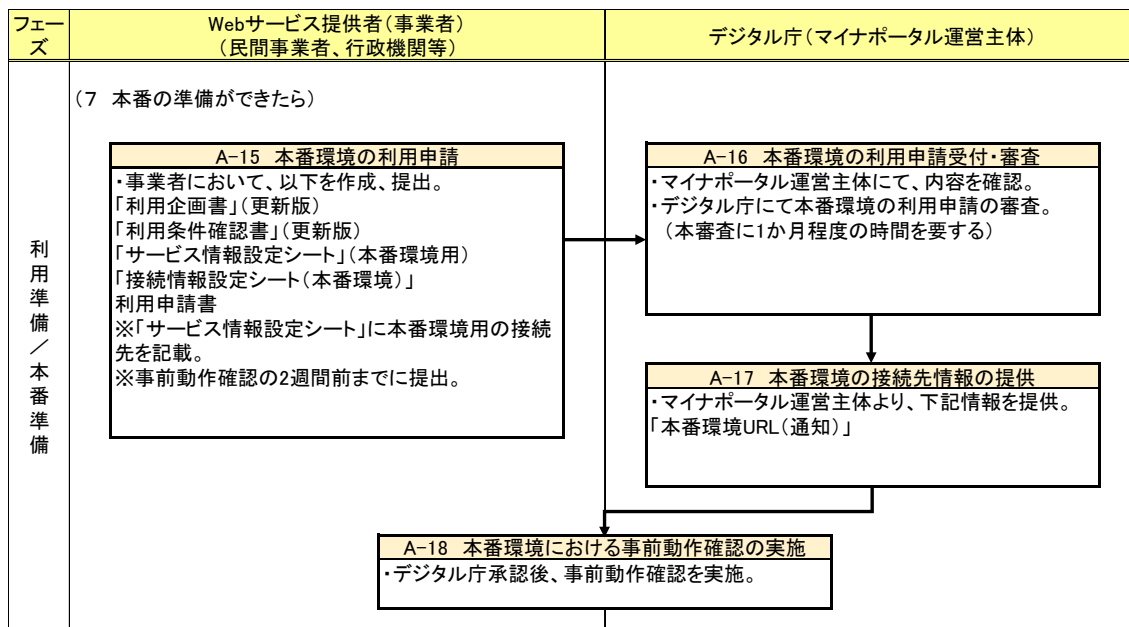 フェー
ズ
Webサービス提供者(事業者)
(民間事業者、行政機関等)
デジタル庁(マイナポータル運営主体)
利用準備/本番準備
(7 本番の準備ができたら)
A-15 本番環境の利用申請
・事業者において、以下を作成、提出。
「利用企画書」(更新版)
「利用条件確認書」(更新版)
「サービス情報設定シート」(本番環境用)
「接続情報設定シート(本番環境)」
利用申請書
※「サービス情報設定シート」に本番環境用の接続
先を記載。
※事前動作確認の2週間前までに提出。
A-16 本番環境の利用申請受付・審査
・マイナポータル運営主体にて、内容を確認。
・デジタル庁にて本番環境の利用申請の審査。
(本審査に1か月程度の時間を要する)
A-17 本番環境の接続先情報の提供
・マイナポータル運営主体より、下記情報を提供。
「本番環境URL(通知)」
A-18 本番環境における事前動作確認の実施
・デジタル庁承認後、事前動作確認を実施。